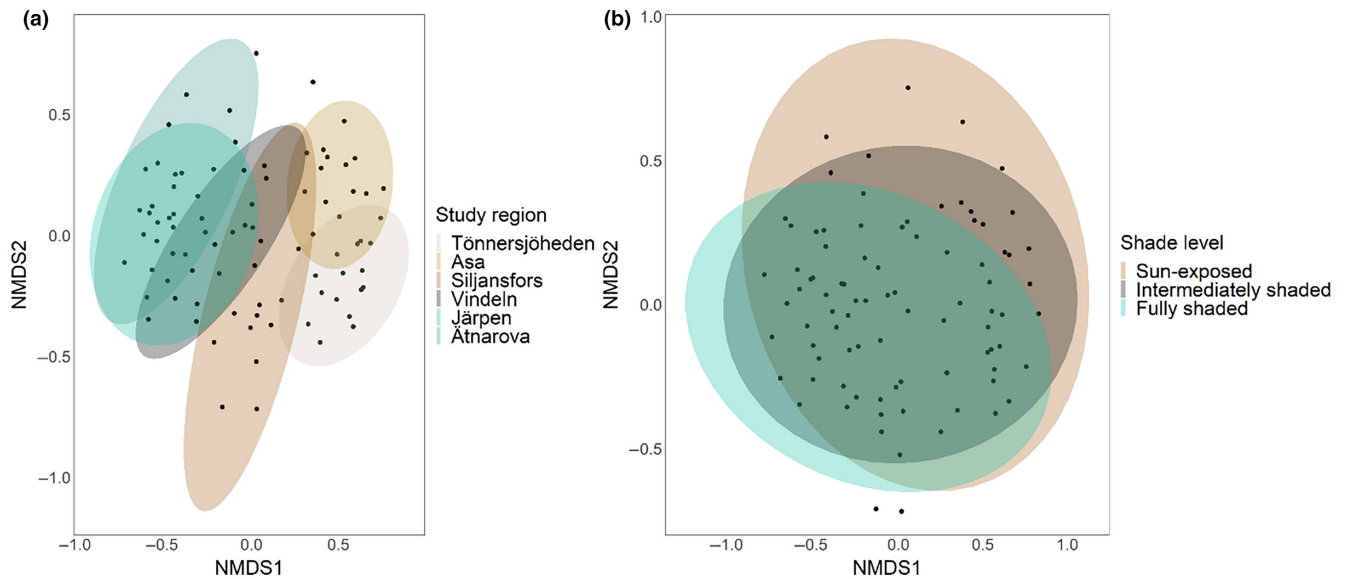 (a)
0.5
0.0
−0.5
−1.0
NMDS2
−1.0 −0.5 0.0 0.5
NMDS1
Study region
Tönnersjöheden
Asa
Siljansfors
Vindeln
Järpen
Ätnarova
(b)
1.0
0.5
0.0
−0.5
NMDS2
−1.0 −0.5 0.0 0.5 1.0
NMDS1
Shade level
Sun-exposed
Intermediately shaded
Fully shaded